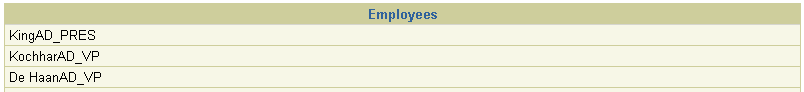 Employees
KingAD_PRES
KochharAD_VP
De HaanAD_VP